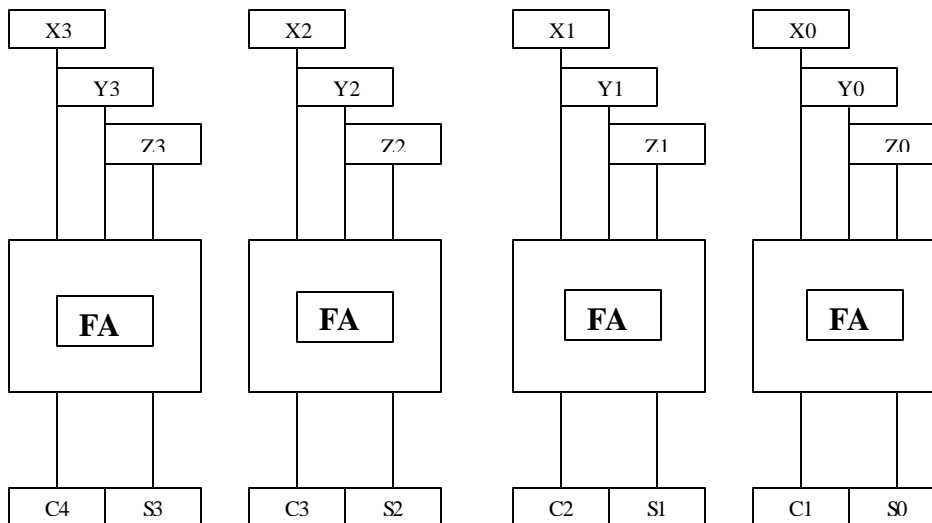 X3 X2 X1 X0
Y3 Y2 Y1 Y0
Z3 Z2 Z1 Z0
FA FA FA FA
C4 S3 C3 S2 C2 S1 C1 S0